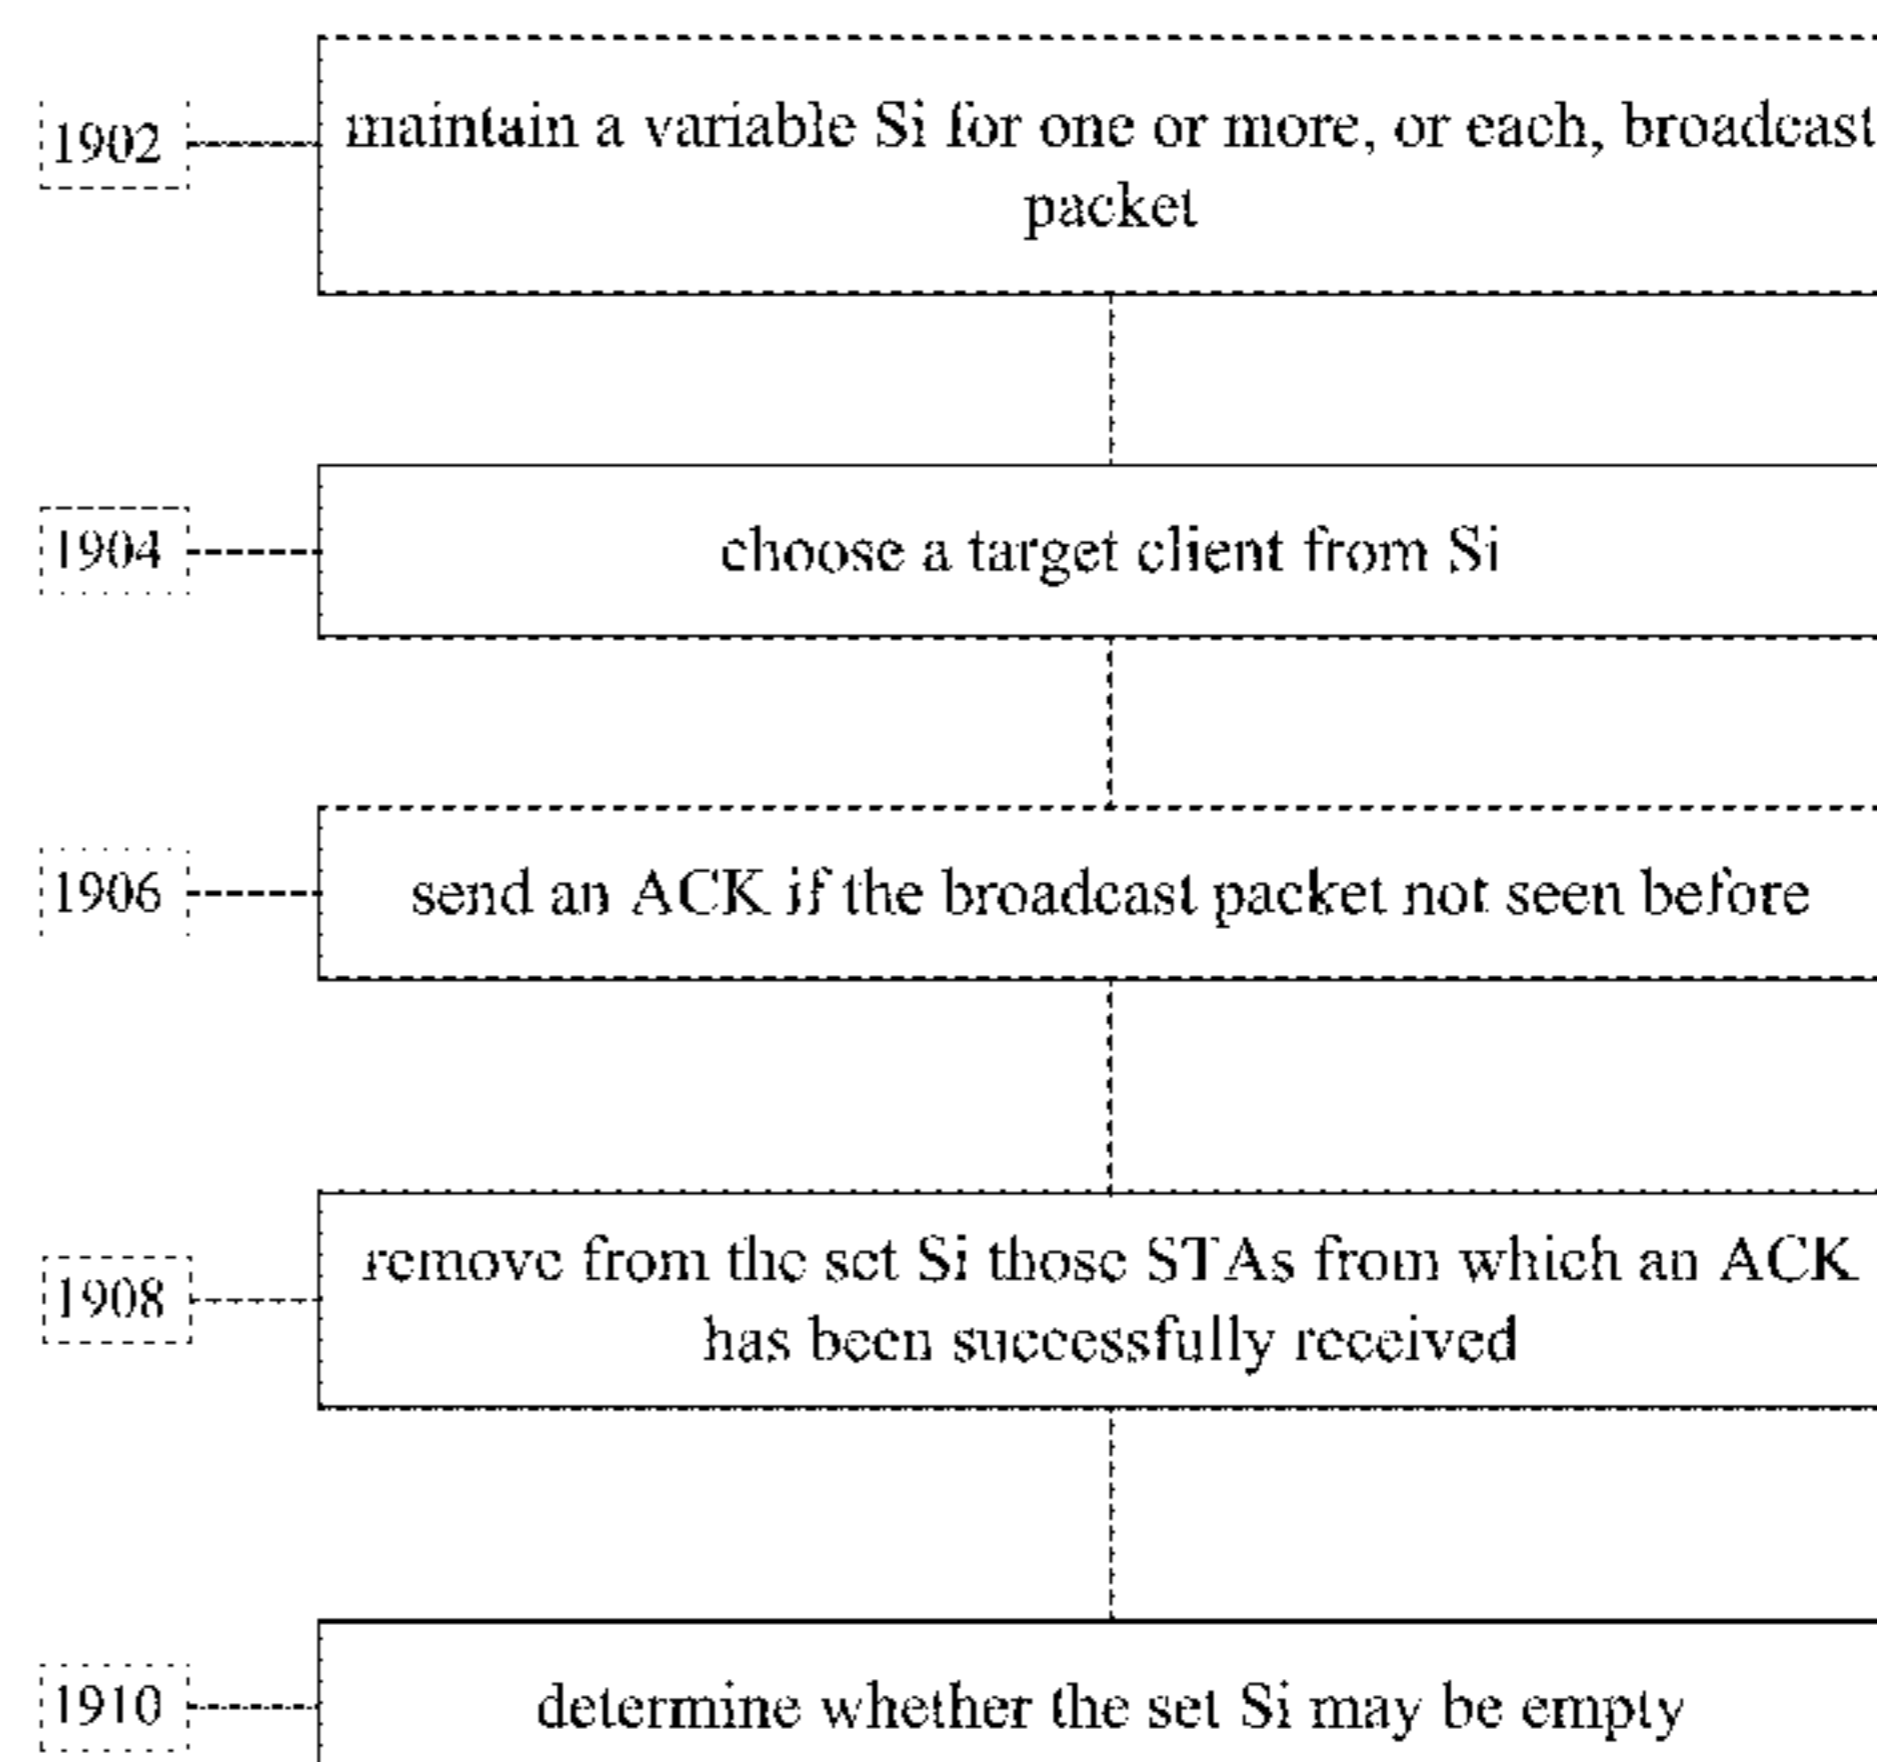 1902
maintain a variable Si for one or more, or each, broadcast
packet
1904
choose a target client from Si
1906
send an ACK if the broadcast packet not seen before
1908
remove from the set Si those STAs from which an ACK
has been successfully received
1910
determine whether the set Si may be empty